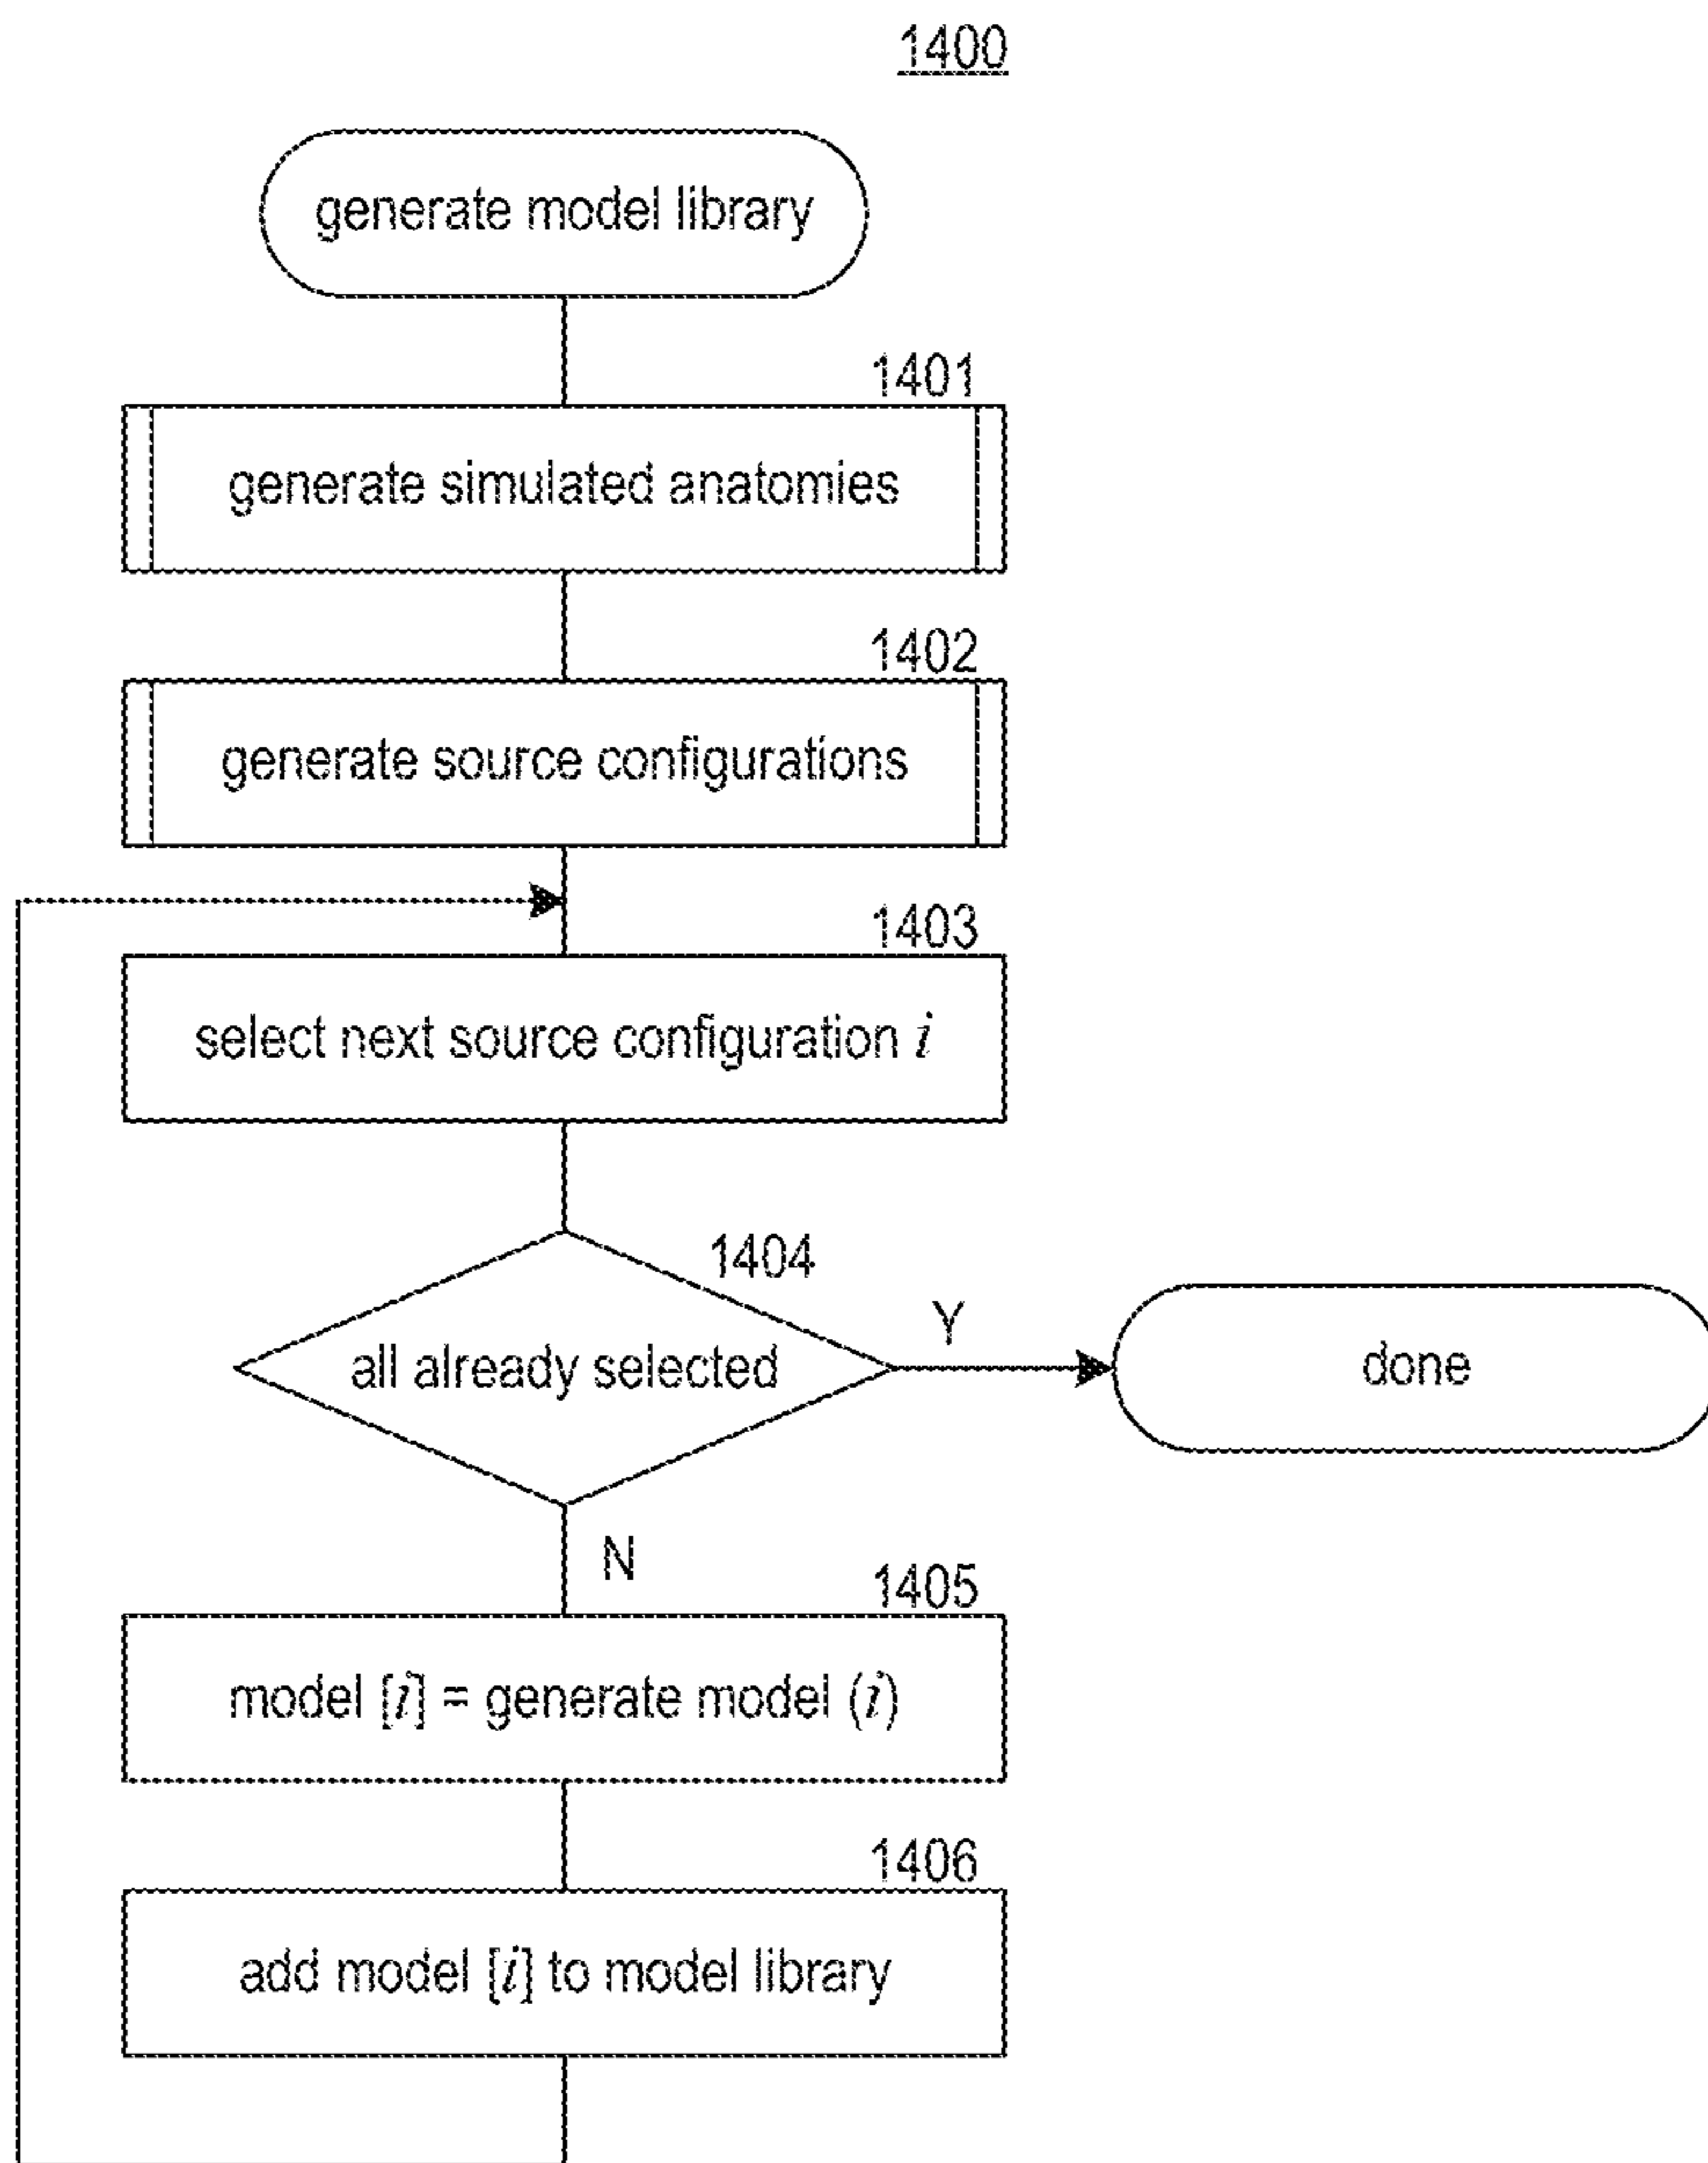 1400
generate model library
1401
generate simulated anatomies
1402
generate source configurations
1403
select next source configuration i
1404
all already selected
Y
done
N
1405
model [i] = generate model (i)
1406
add model [i] to model library